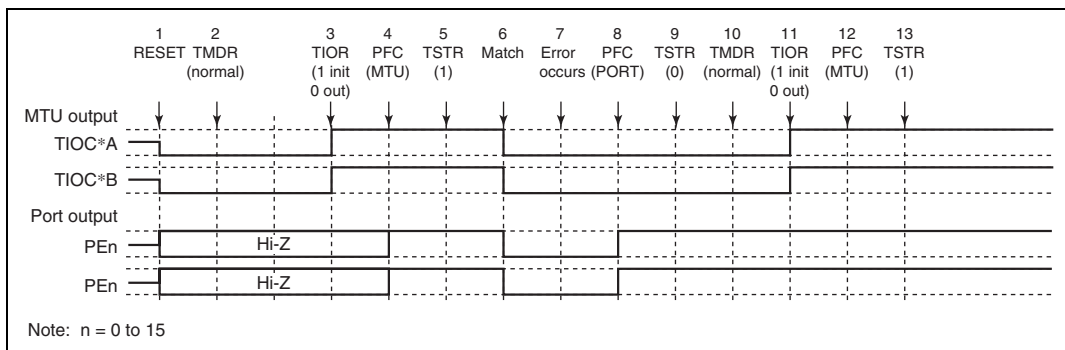 1 2 3 4 5 6 7 8 9 10 11 12 13
RESET TMDR TIOR PFC TSTR Match Error PFC TSTR TMDR TIOR PFC TSTR
(normal) (1 init (MTU) (1) occurs (PORT) (0) (normal) (1 init (MTU) (1)
0 out) 0 out)
MTU output
TIOC*A
TIOC*B
Port output
PEn Hi-Z
PEn Hi-Z
Note: n = 0 to 15